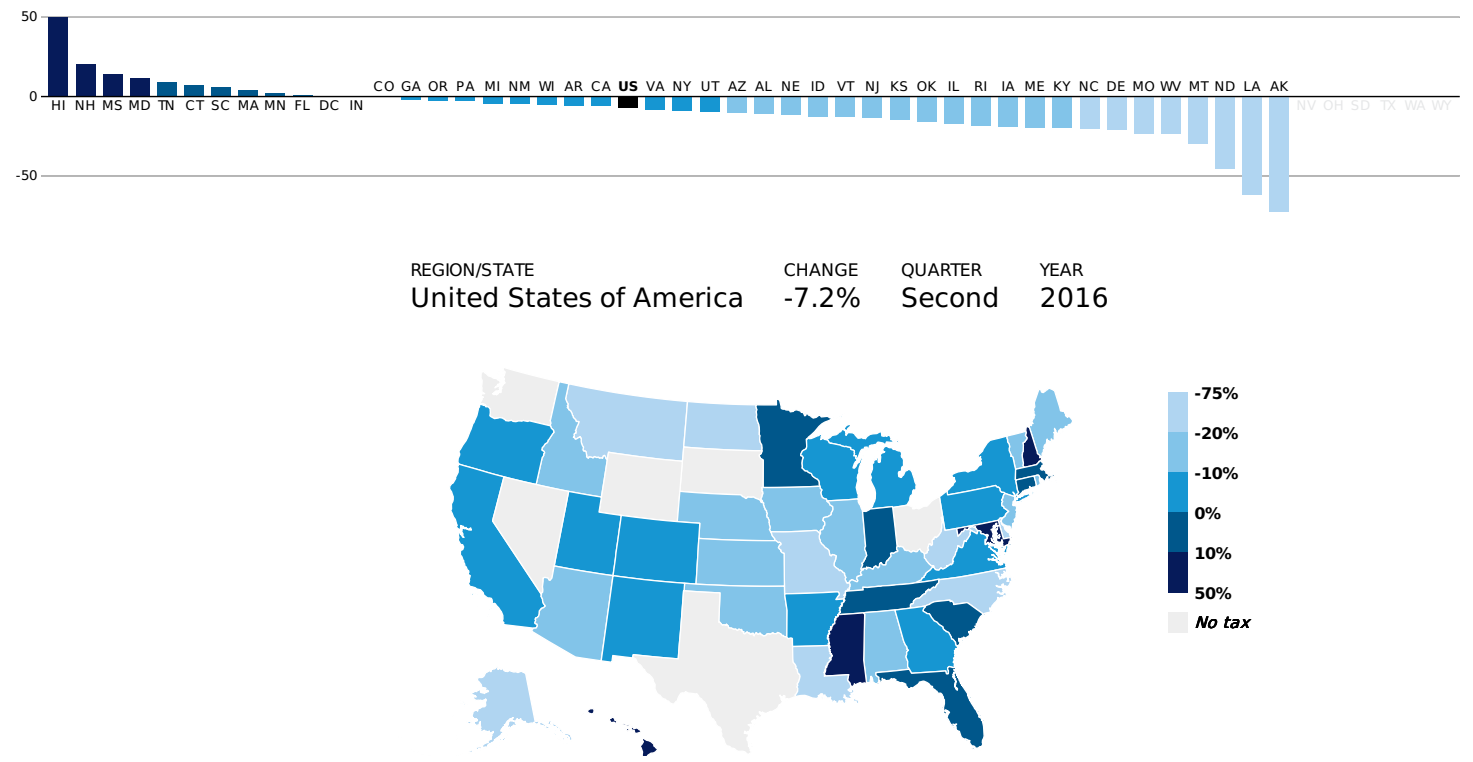 50
CO GA OR PA MI NM WI AR CA US VA NY UT AZ AL NE ID VT NJ KS OK IL RI IA ME KY NC DE MO WV MT ND LA AK
0
HI NH MS MD TN CT SC MA MN FL DC IN NV OH SD TX WA WY
-50
REGION/STATE CHANGE QUARTER YEAR
United States of America -7.2% Second 2016
-75%
-20%
-10%
0%
10%
50%
No tax